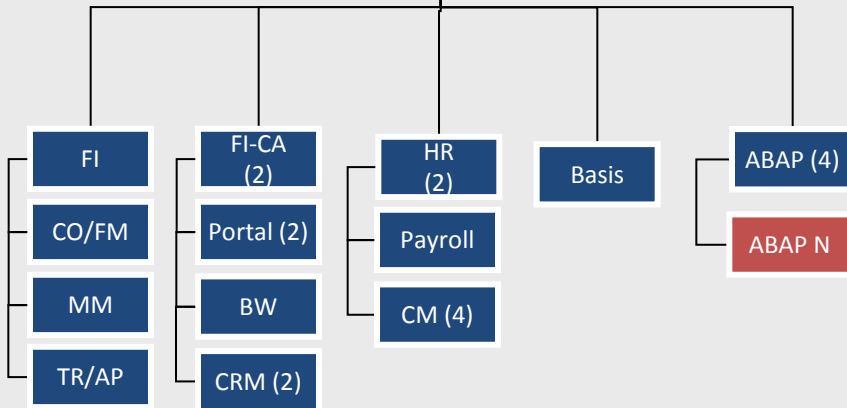 FI
CO/FM
MM
TR/AP
FI-CA
(2)
Portal (2)
BW
CRM (2)
HR
(2)
Payroll
CM (4)
Basis
ABAP (4)
ABAP N